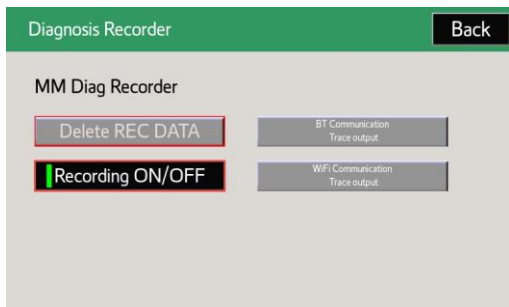 Diagnosis Recorder
Back
MM Diag Recorder
Delete REC DATA
BT Communication
Trace output
Recording ON/OFF
WiFi Communication
Trace output